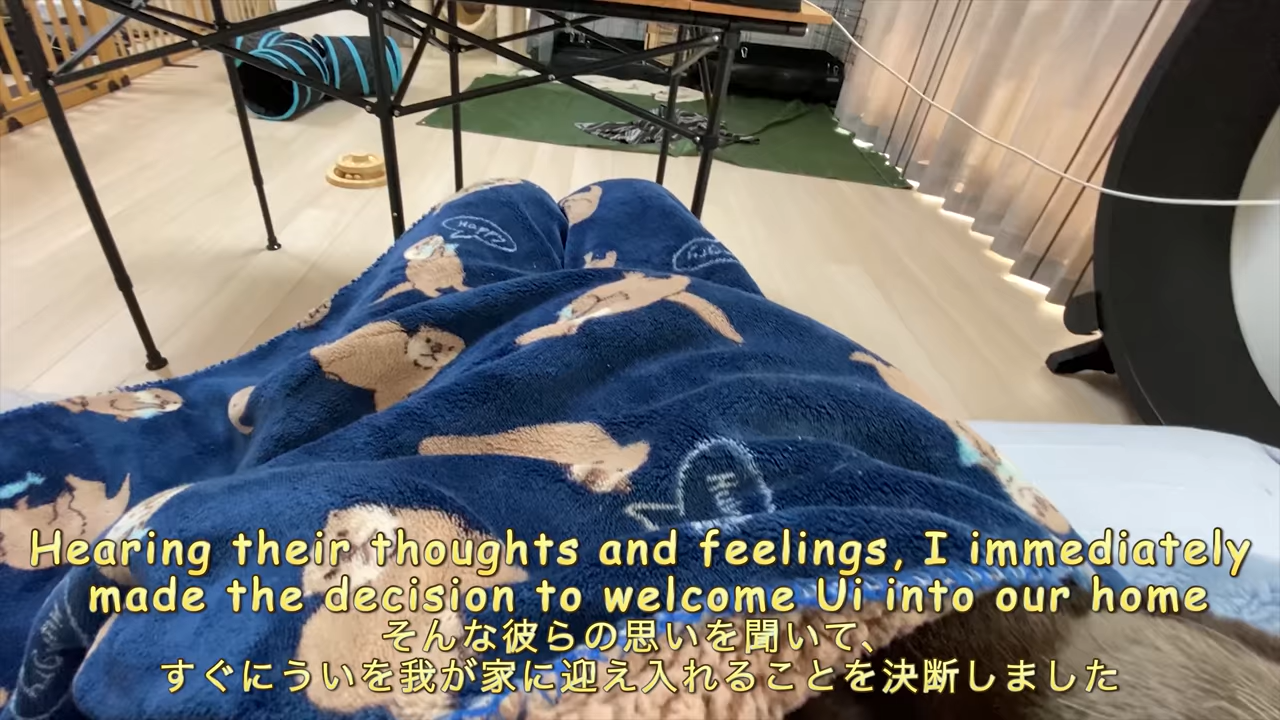 Happy
Hearing their thoughts and feelings, I immediately
made the decision to welcome Ui into our home
そんな彼らの思いを聞いて、
すぐにういを我が家に迎え入れることを決断しました